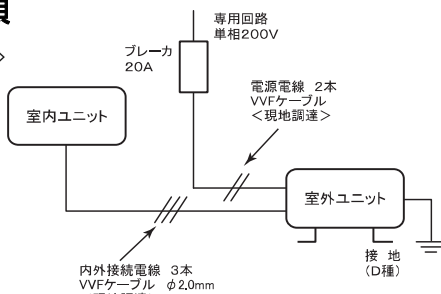 専用回路
単相200V
ブレーカ
20A
電源電線 2本
VVFケーブル
<現地調達>
室内ユニット
室外ユニット
接 地
(D種)
内外接続電線 3本
VVFケーブル φ2.0mm